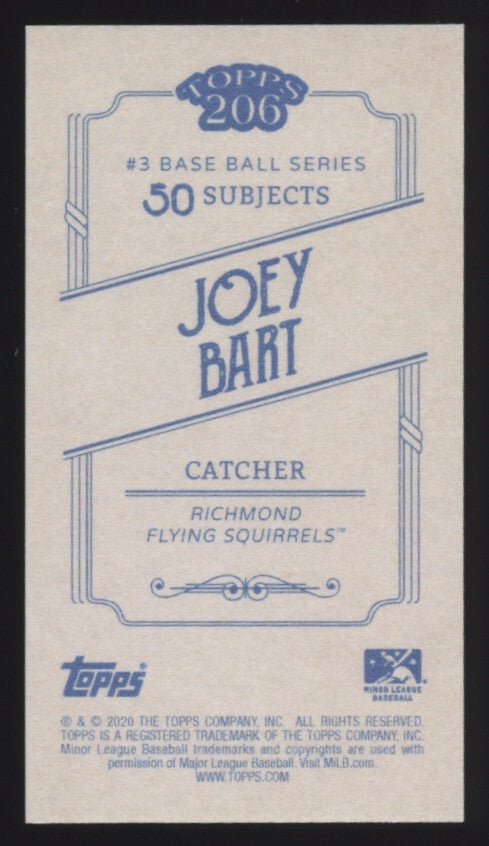 TOPPS
206
#3 BASE BALL SERIES
50 SUBJECTS
JOEY
BART
CATCHER
RICHMOND
FLYING SQUIRRELS™
TOPPS®
MINOR LEAGUE
BASEBALL
® & © 2020 THE TOPPS COMPANY, INC. ALL RIGHTS RESERVED.
TOPPS IS A REGISTERED TRADEMARK OF THE TOPPS COMPANY, INC.
Minor League Baseball trademarks and copyrights are used with
permission of Major League Baseball. Visit MiLB.com.
WWW.TOPPS.COM